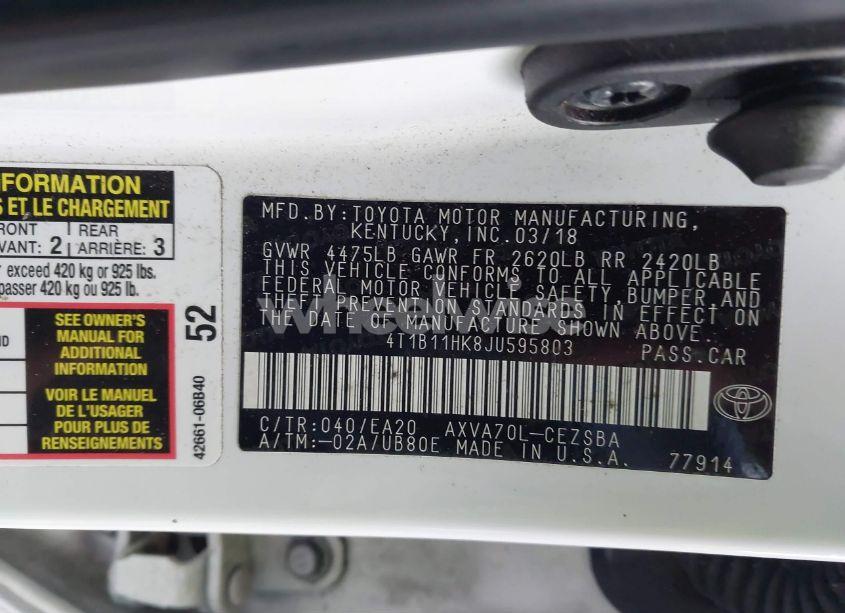 NFORMATION
S ET LE CHARGEMENT
FRONT
VANT: 2
REAR
ARRIÈRE: 3
r exceed 420 kg or 925 lbs.
passer 420 kg ou 925 lb.
ND
SEE OWNER'S
MANUAL FOR
ADDITIONAL
INFORMATION
VOIR LE MANUEL
DE L'USAGER
POUR PLUS DE
RENSEIGNEMENTS
52
42661-06B40
MFD.BY:TOYOTA MOTOR MANUFACTURING,
KENTUCKY,INC.03/18
GVWR 4475LB GAWR FR 2620LB RR 2420LB
THIS VEHICLE CONFORMS TO ALL APPLICABLE
FEDERAL MOTOR VEHICLE SAFETY,BUMPER,AND
THEFT PREVENTION STANDARDS IN EFFECT ON
THE DATE OF MANUFACTURE SHOWN ABOVE.
4T1B11HK8JU595803 PASS.CAR
C/TR:040/EA20 AXVA70L-CEZSBA
A/TM:-02A/UB80E MADE IN U.S.A. 77914